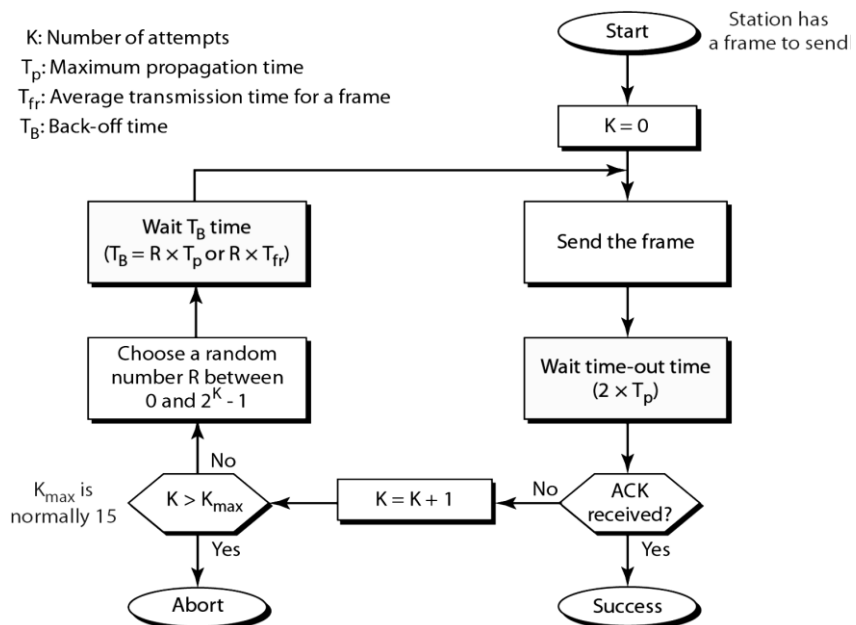 K: Number of attempts
Tp: Maximum propagation time
Tfr: Average transmission time for a frame
TB: Back-off time
Start
Station has
a frame to send!
K = 0
Wait TB time
(TB = R × Tp or R × Tfr)
Send the frame
Choose a random
number R between
0 and 2^K - 1
Wait time-out time
(2 × Tp)
No
Kmax is
normally 15
K > Kmax
K = K + 1
No
ACK
received?
Yes
Yes
Abort
Success